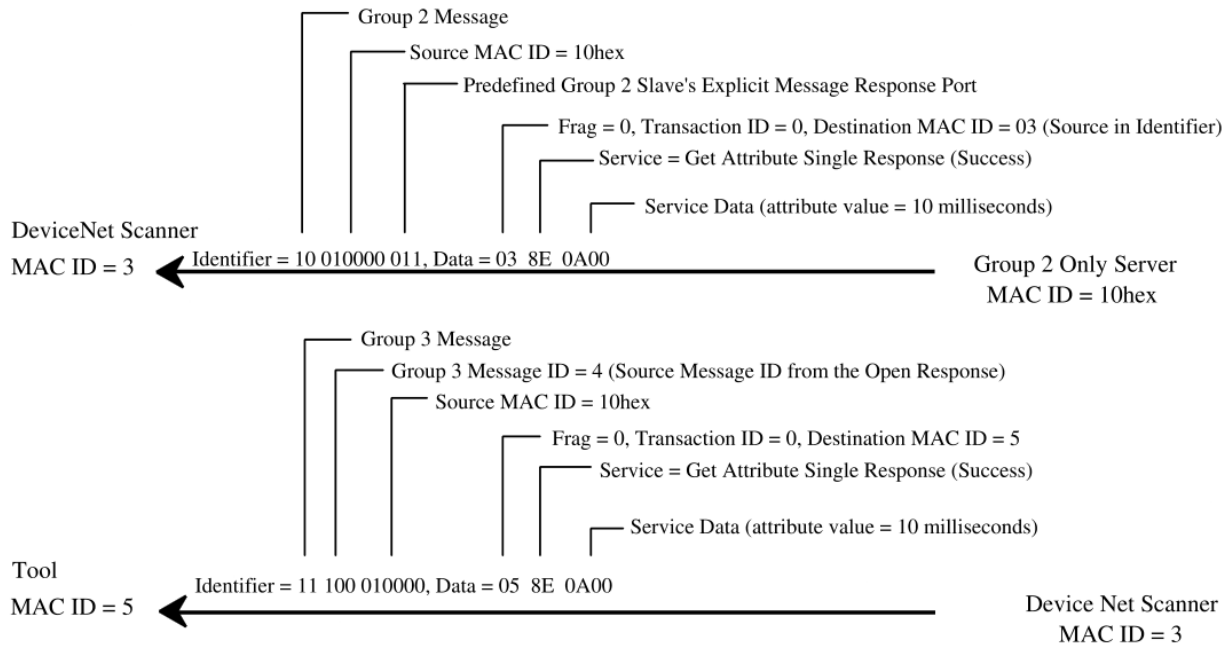 Group 2 Message
Source MAC ID = 10hex
Predefined Group 2 Slave's Explicit Message Response Port
Frag = 0, Transaction ID = 0, Destination MAC ID = 03 (Source in Identifier)
Service = Get Attribute Single Response (Success)
Service Data (attribute value = 10 milliseconds)
DeviceNet Scanner
MAC ID = 3
Identifier = 10 010000 011, Data = 03 8E 0A00
Group 2 Only Server
MAC ID = 10hex
Group 3 Message
Group 3 Message ID = 4 (Source Message ID from the Open Response)
Source MAC ID = 10hex
Frag = 0, Transaction ID = 0, Destination MAC ID = 5
Service = Get Attribute Single Response (Success)
Service Data (attribute value = 10 milliseconds)
Tool
MAC ID = 5
Identifier = 11 100 010000, Data = 05 8E 0A00
Device Net Scanner
MAC ID = 3